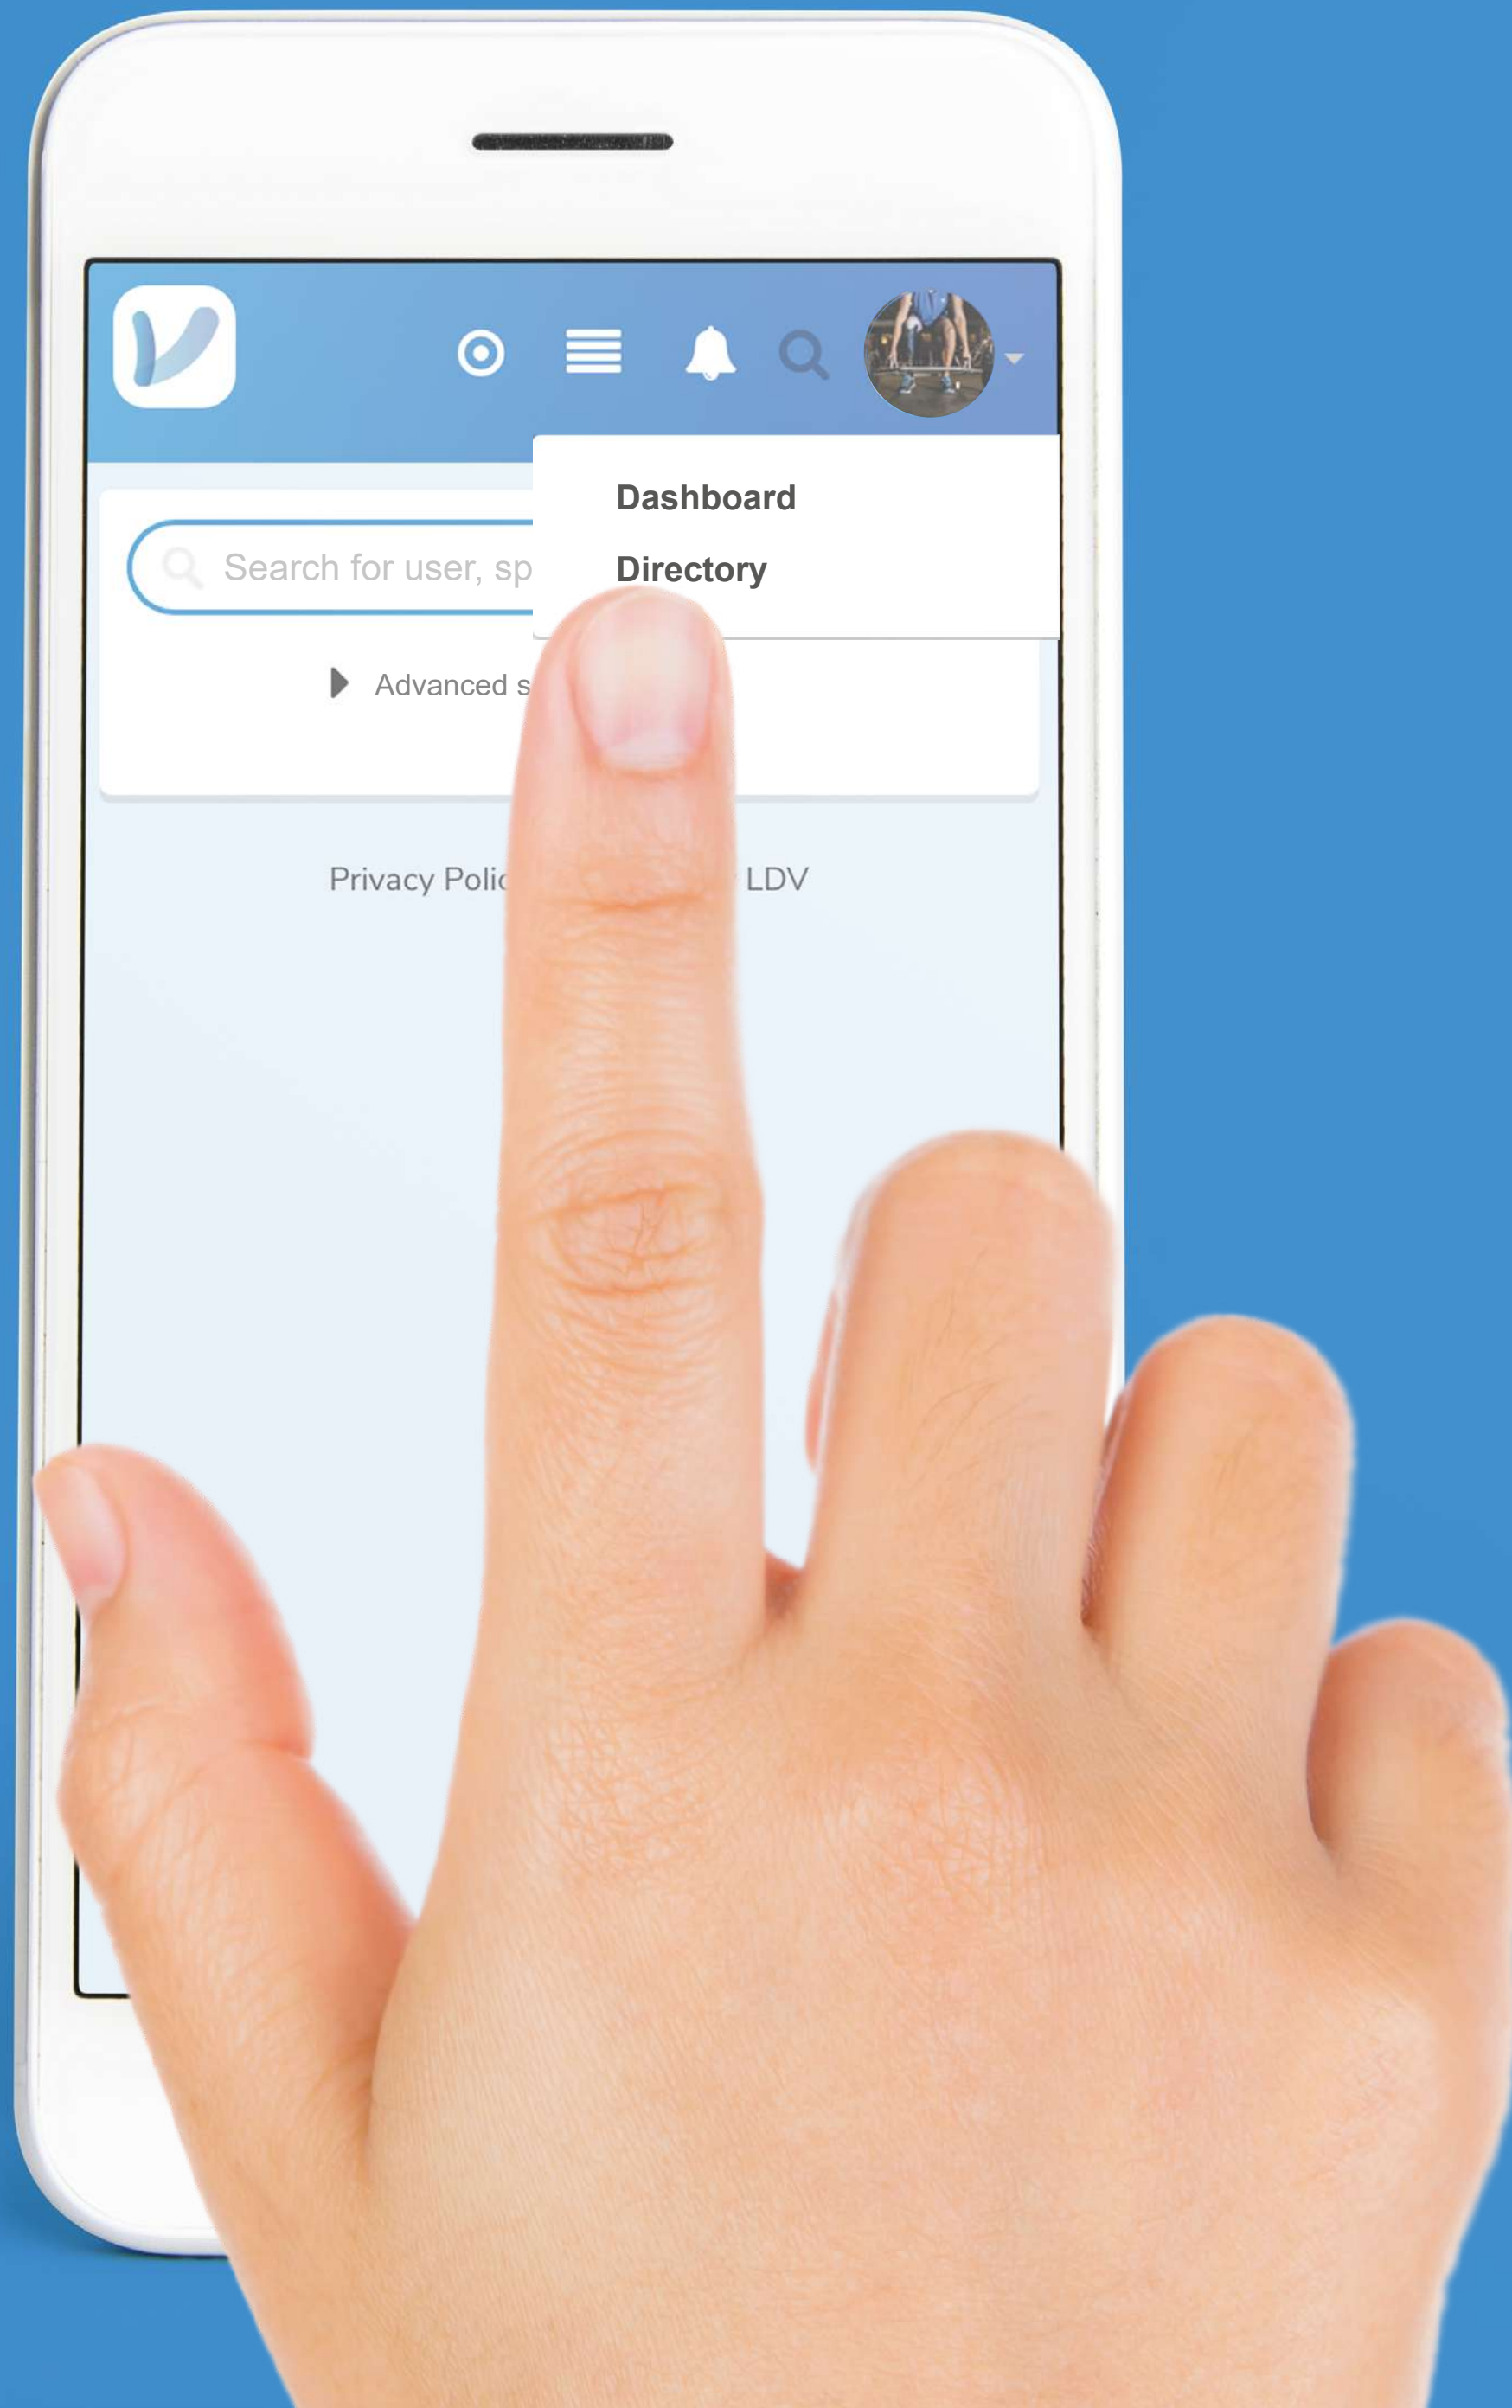 Dashboard
Directory
Search for user, sp
Advanced s
Privacy Polic
LDV